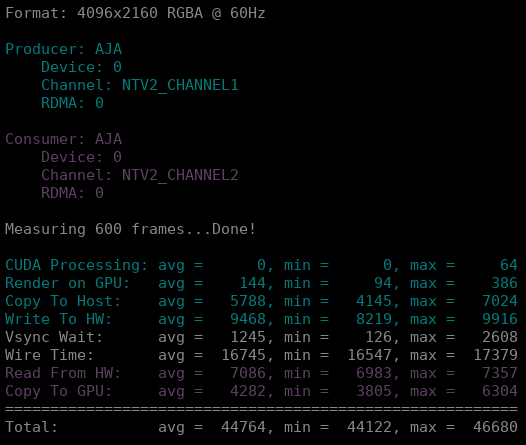 Format: 4096x2160 RGBA @ 60Hz
Producer: AJA
    Device: 0
    Channel: NTV2_CHANNEL1
    RDMA: 0
Consumer: AJA
    Device: 0
    Channel: NTV2_CHANNEL2
    RDMA: 0
Measuring 600 frames...Done!
CUDA Processing: avg =      0, min =      0, max =     64
Render on GPU:   avg =    144, min =     94, max =    386
Copy To Host:    avg =   5788, min =   4145, max =   7024
Write To HW:     avg =   9468, min =   8219, max =   9916
Vsync Wait:      avg =   1245, min =    126, max =   2608
Wire Time:       avg =  16745, min =  16547, max =  17379
Read From HW:    avg =   7086, min =   6983, max =   7357
Copy To GPU:     avg =   4282, min =   3805, max =   6304
=========================================================
Total:           avg =  44764, min =  44122, max =  46680